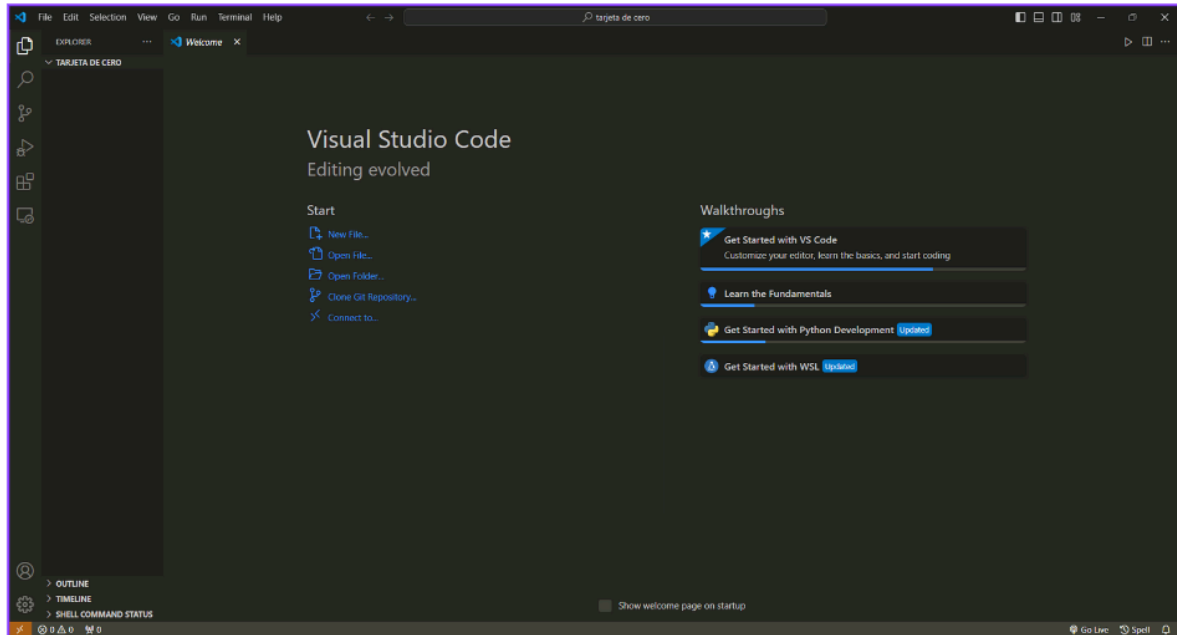 File Edit Selection View Go Run Terminal Help
tarjeta de cero
EXPLORER
Welcome
TARJETA DE CERO
Visual Studio Code
Editing evolved
Start
New File...
Open File...
Open Folder...
Clone Git Repository...
Connect to...
Walkthroughs
Get Started with VS Code
Customize your editor, learn the basics, and start coding
Learn the Fundamentals
Get Started with Python Development Updated
Get Started with WSL Updated
OUTLINE
TIMELINE
SHELL COMMAND STATUS
Show welcome page on startup
0 0 0 Go Live Spell